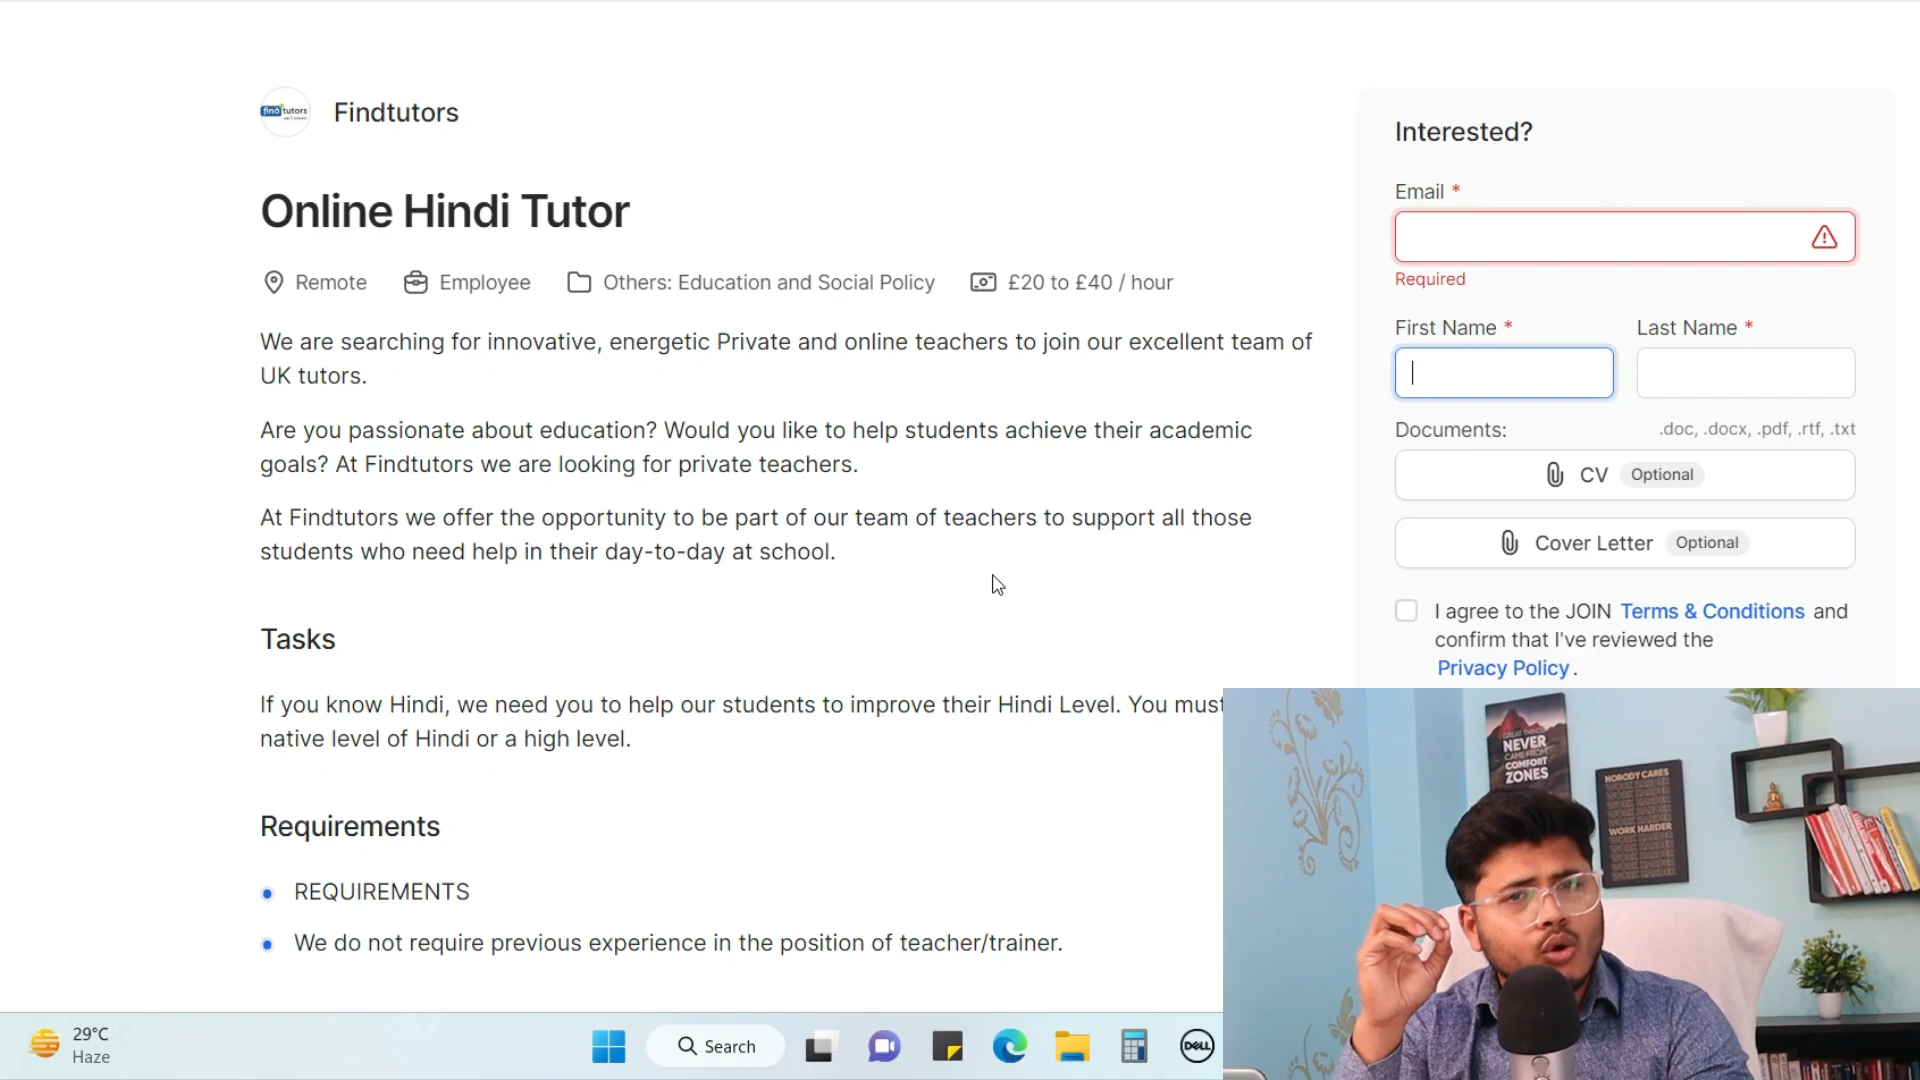 find tutors
Findtutors
Online Hindi Tutor
Remote
Employee
Others: Education and Social Policy
£20 to £40 / hour
We are searching for innovative, energetic Private and online teachers to join our excellent team of
UK tutors.
Are you passionate about education? Would you like to help students achieve their academic
goals? At Findtutors we are looking for private teachers.
At Findtutors we offer the opportunity to be part of our team of teachers to support all those
students who need help in their day-to-day at school.
Tasks
If you know Hindi, we need you to help our students to improve their Hindi Level. You must
native level of Hindi or a high level.
Requirements
REQUIREMENTS
We do not require previous experience in the position of teacher/trainer.
Interested?
Email *
Required
First Name *
Last Name *
Documents:
.doc, .docx, .pdf, .rtf, .txt
CV Optional
Cover Letter Optional
I agree to the JOIN Terms & Conditions and
confirm that I've reviewed the
Privacy Policy.
GREAT THINGS
NEVER
CAME FROM
COMFORT
ZONES
NOBODY CARES
WORK HARDER
29°C
Haze
Search
DELL